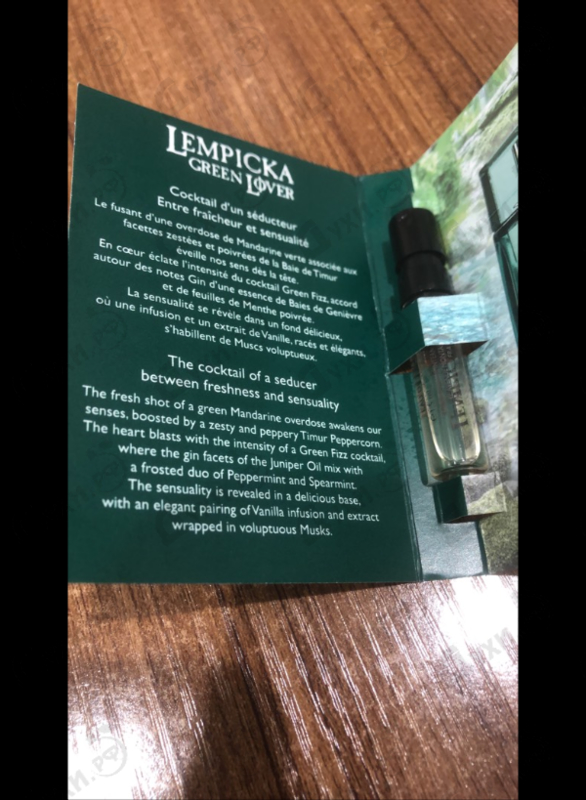 LEMPICKA
GREEN LOVER
Cocktail d'un séducteur
Entre fraîcheur et sensualité
Le fusant d'une overdose de Mandarine verte associée aux
facettes zestées et poivrées de la Baie de Timur
éveille nos sens dès la tête.
En cœur éclate l'intensité du cocktail Green Fizz, accord
autour des notes Gin d'une essence de Baies de Genièvre
et de feuilles de Menthe poivrée.
La sensualité se révèle dans un fond délicieux,
où une infusion et un extrait de Vanille, racés et élégants,
s'habillent de Muscs voluptueux.
The cocktail of a seducer
between freshness and sensuality
The fresh shot of a green Mandarine overdose awakens our
senses, boosted by a zesty and peppery Timur Peppercorn.
The heart blasts with the intensity of a Green Fizz cocktail,
where the gin facets of the Juniper Oil mix with
a frosted duo of Peppermint and Spearmint.
The sensuality is revealed in a delicious base,
with an elegant pairing of Vanilla infusion and extract
wrapped in voluptuous Musks.